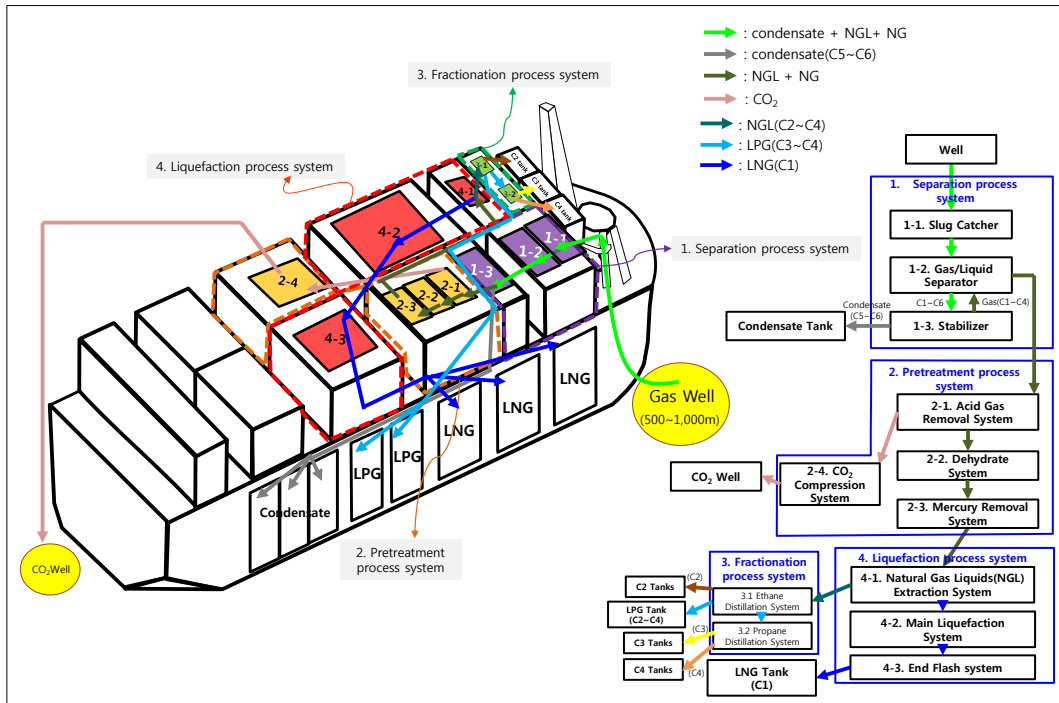 : condensate + NGL+ NG
: condensate(C5~C6)
: NGL + NG
: CO₂
: NGL(C2~C4)
: LPG(C3~C4)
: LNG(C1)
3. Fractionation process system
4. Liquefaction process system
1. Separation process system
2. Pretreatment
process system
C2 tank
C3 tank
C4 tank
3-1
3-2
4-1
4-2
4-3
1-1
1-2
1-3
2-1
2-2
2-3
2-4
LNG
LNG
LNG
LPG
LPG
Condensate
Gas Well
(500~1,000m)
CO₂Well
Well
1. Separation process
system
1-1. Slug Catcher
1-2. Gas/Liquid
Separator
C1~C6
Gas(C1~C4)
Condensate
(C5~C6)
1-3. Stabilizer
Condensate Tank
2. Pretreatment process
system
2-1. Acid Gas
Removal System
2-2. Dehydrate
System
2-3. Mercury Removal
System
2-4. CO₂
Compression
System
CO₂ Well
3. Fractionation
process system
3.1 Ethane
Distillation System
3.2 Propane
Distillation System
(C2)
(C3)
(C4)
C2 Tanks
LPG Tank
(C2~C4)
C3 Tanks
C4 Tanks
4. Liquefaction process system
4-1. Natural Gas Liquids(NGL)
Extraction System
4-2. Main Liquefaction
System
4-3. End Flash system
LNG Tank
(C1)